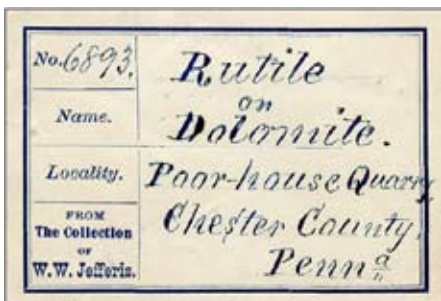 No. 6893.
Rutile
on
Name.
Dolomite.
Locality.
Poor-house Quarry,
Chester County,
Penna
FROM
The Collection
OF
W. W. Jefferis.